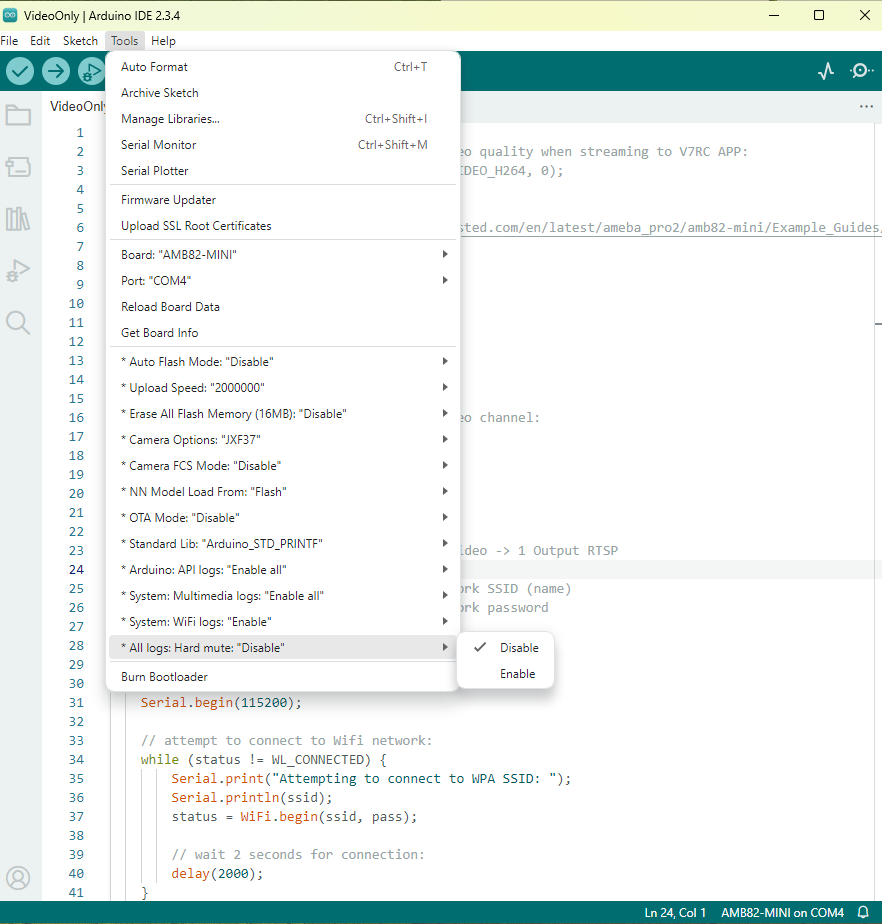 VideoOnly | Arduino IDE 2.3.4
File Edit Sketch Tools Help
VideoOnly
Auto Format Ctrl+T
Archive Sketch
Manage Libraries... Ctrl+Shift+I
Serial Monitor Ctrl+Shift+M
Serial Plotter
Firmware Updater
Upload SSL Root Certificates
Board: "AMB82-MINI"
Port: "COM4"
Reload Board Data
Get Board Info
* Auto Flash Mode: "Disable"
* Upload Speed: "2000000"
* Erase All Flash Memory (16MB): "Disable"
* Camera Options: "JXF37"
* Camera FCS Mode: "Disable"
* NN Model Load From: "Flash"
* OTA Mode: "Disable"
* Standard Lib: "Arduino_STD_PRINTF"
* Arduino: API logs: "Enable all"
* System: Multimedia logs: "Enable all"
* System: WiFi logs: "Enable"
* All logs: Hard mute: "Disable"
Burn Bootloader
Disable
Enable
1
2 eo quality when streaming to V7RC APP:
3 IDEO_H264, 0);
4
5
6 sted.com/en/latest/ameba_pro2/amb82-mini/Example_Guides/
7
8
9
10
11
12
13
14
15
16 eo channel:
17
18
19
20
21
22
23 ideo -> 1 Output RTSP
24
25 ork SSID (name)
26 ork password
27
28
29
30
31 Serial.begin(115200);
32
33 // attempt to connect to Wifi network:
34 while (status != WL_CONNECTED) {
35 Serial.print("Attempting to connect to WPA SSID: ");
36 Serial.println(ssid);
37 status = WiFi.begin(ssid, pass);
38
39 // wait 2 seconds for connection:
40 delay(2000);
41 }
Ln 24, Col 1 AMB82-MINI on COM4